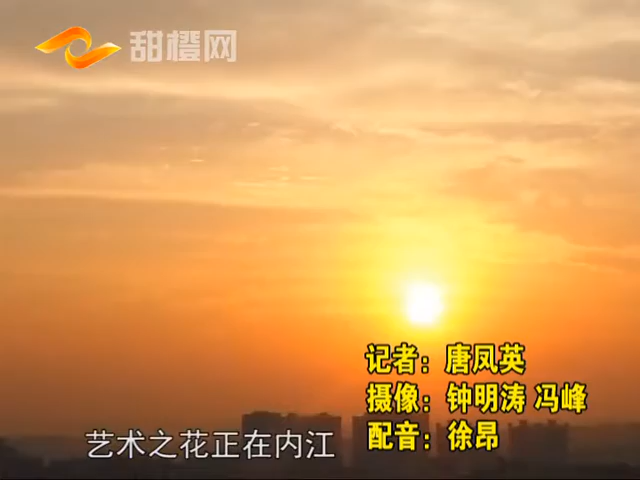 甜橙网
记者：唐凤英
摄像：钟明涛 冯峰
配音：徐昂
艺术之花正在内江